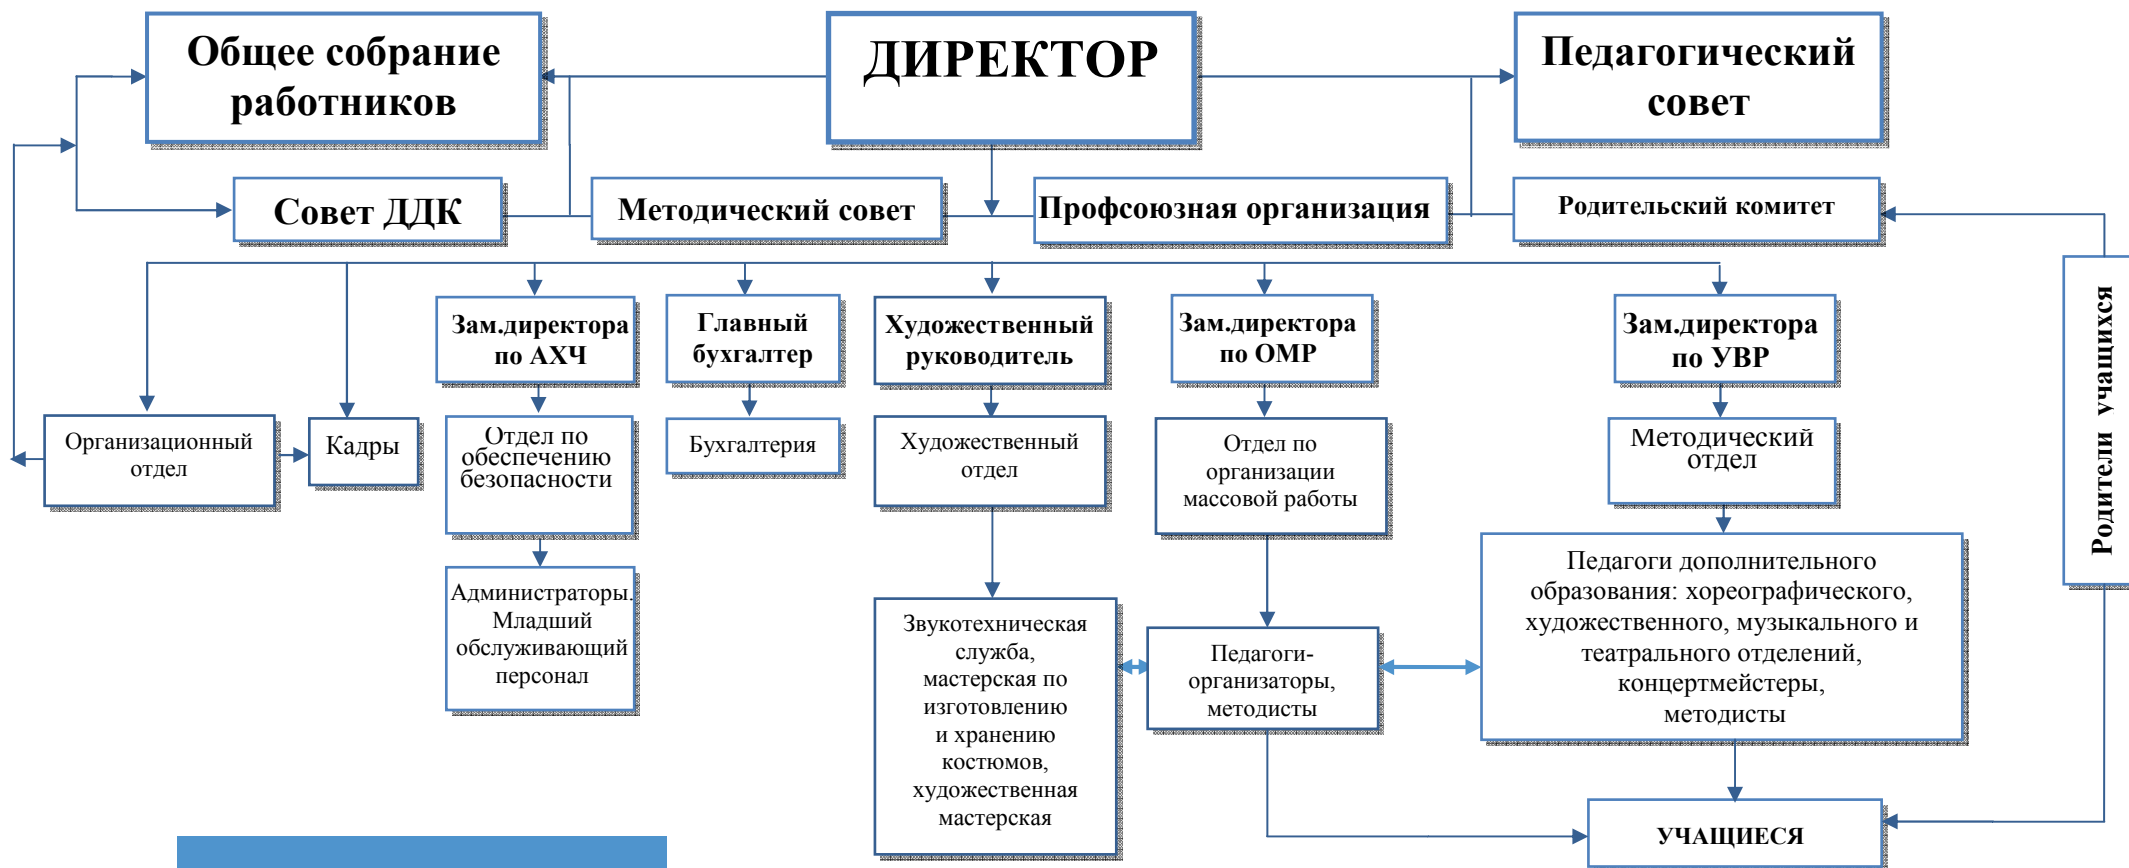 Общее собрание
работников
ДИРЕКТОР
Педагогический
совет
Совет ДДК
Методический совет
Профсоюзная организация
Родительский комитет
Зам.директора
по АХЧ
Главный
бухгалтер
Художественный
руководитель
Зам.директора
по ОМР
Зам.директора
по УВР
Родители учащихся
Организационный
отдел
Кадры
Отдел по
обеспечению
безопасности
Бухгалтерия
Художественный
отдел
Отдел по
организации
массовой работы
Методический
отдел
Администраторы.
Младший
обслуживающий
персонал
Звукотехническая
служба,
мастерская по
изготовлению
и хранению
костюмов,
художественная
мастерская
Педагоги-
организаторы,
методисты
Педагоги дополнительного
образования: хореографического,
художественного, музыкального и
театрального отделений,
концертмейстеры,
методисты
УЧАЩИЕСЯ